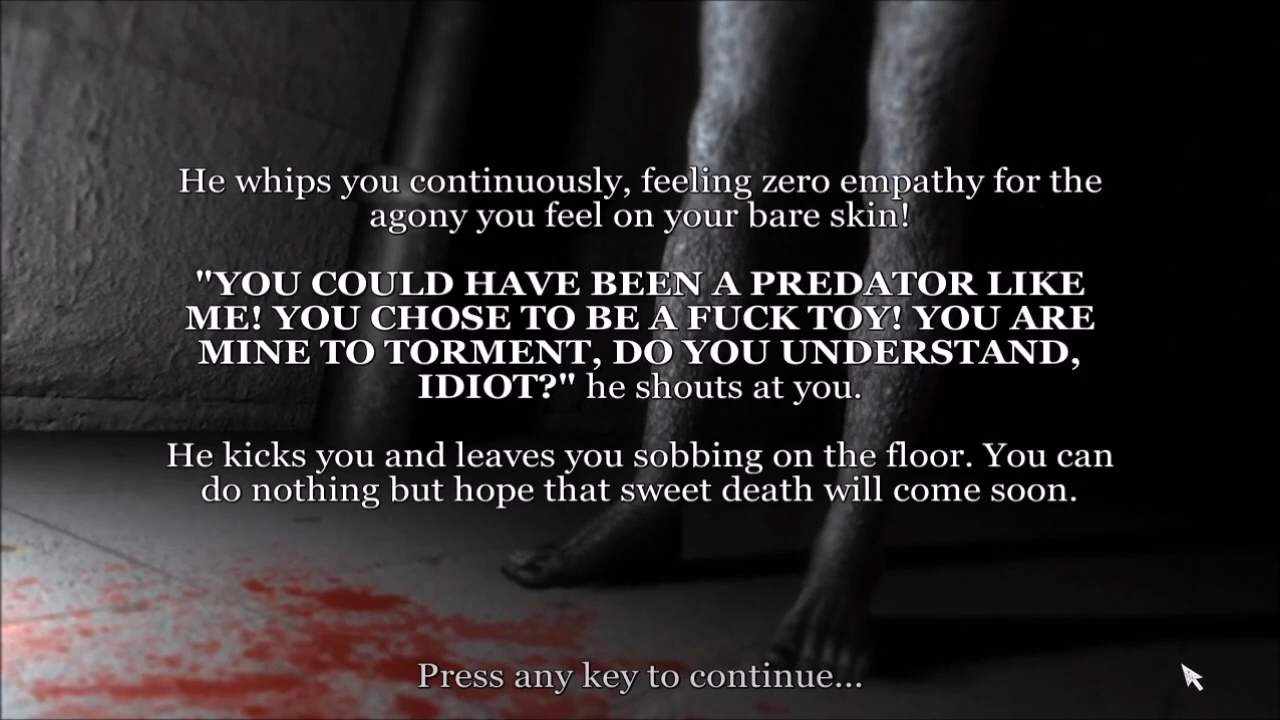 He whips you continuously, feeling zero empathy for the
agony you feel on your bare skin!
"YOU COULD HAVE BEEN A PREDATOR LIKE
ME! YOU CHOSE TO BE A FUCK TOY! YOU ARE
MINE TO TORMENT, DO YOU UNDERSTAND,
IDIOT?" he shouts at you.
He kicks you and leaves you sobbing on the floor. You can
do nothing but hope that sweet death will come soon.
Press any key to continue...